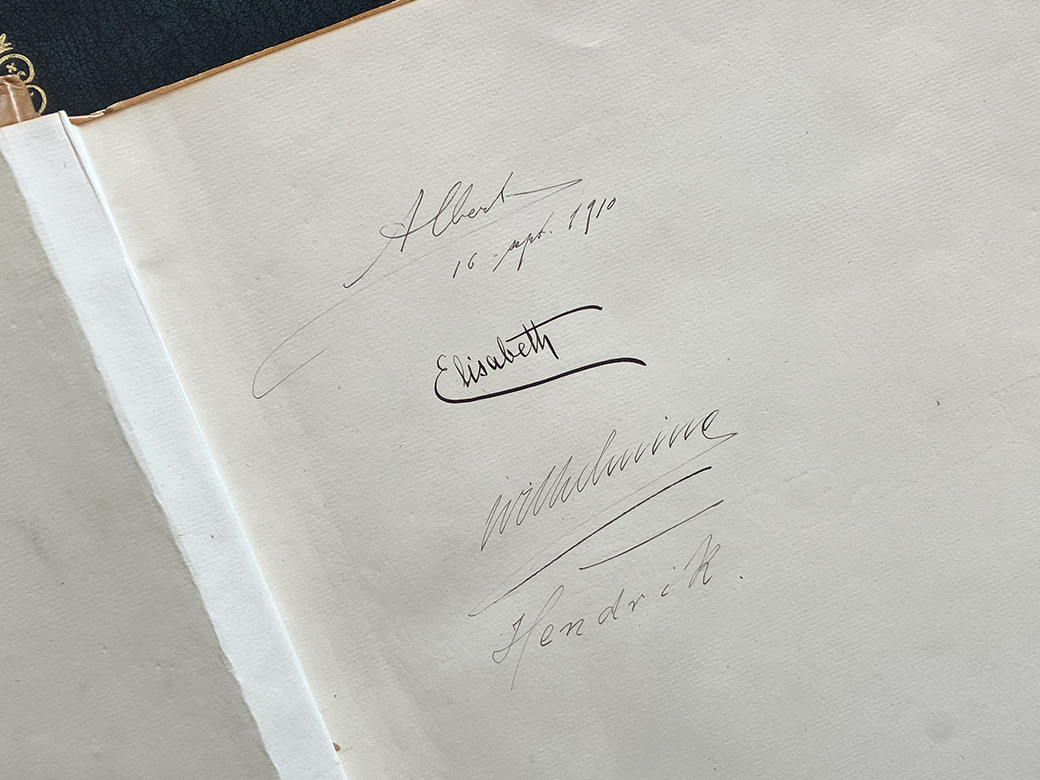 Albert
16 - sept. 1910
Elisabeth
Wilhelmina
Hendrik.